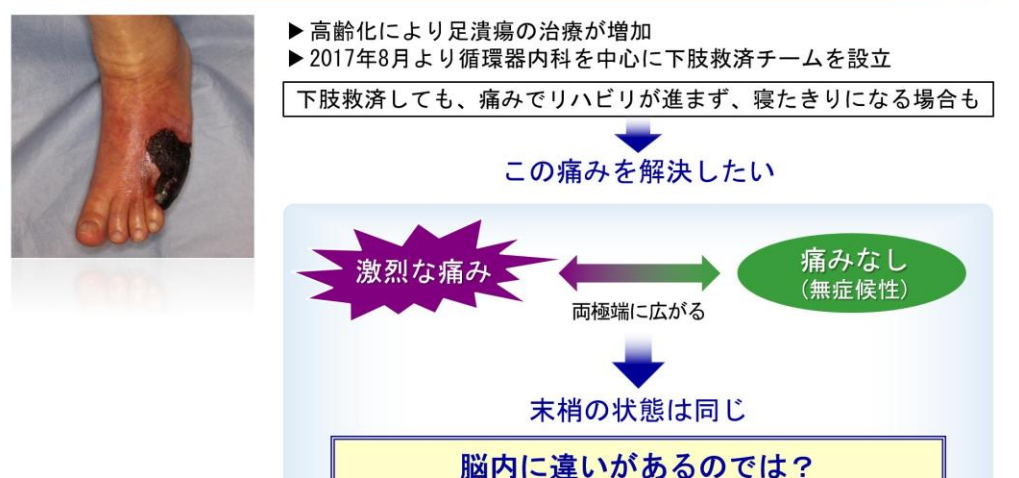 ▶高齢化により足潰瘍の治療が増加
▶2017年8月より循環器内科を中心に下肢救済チームを設立
下肢救済しても、痛みでリハビリが進まず、寝たきりになる場合も
この痛みを解決したい
激烈な痛み
両極端に広がる
痛みなし
(無症候性)
末梢の状態は同じ
脳内に違いがあるのでは？